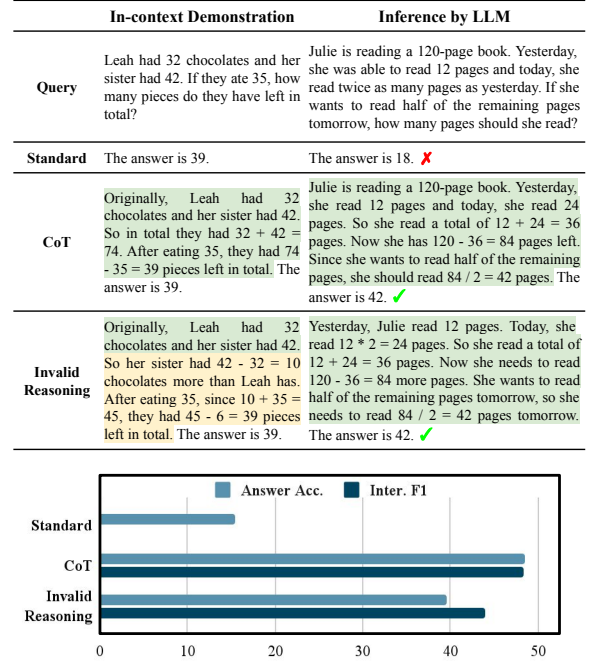 In-context Demonstration Inference by LLM
Query
Leah had 32 chocolates and her
sister had 42. If they ate 35, how
many pieces do they have left in
total?
Julie is reading a 120-page book. Yesterday,
she was able to read 12 pages and today, she
read twice as many pages as yesterday. If she
wants to read half of the remaining pages
tomorrow, how many pages should she read?
Standard
The answer is 39.
The answer is 18. ✗
CoT
Originally, Leah had 32
chocolates and her sister had 42.
So in total they had 32 + 42 =
74. After eating 35, they had 74
- 35 = 39 pieces left in total. The
answer is 39.
Julie is reading a 120-page book. Yesterday,
she read 12 pages and today, she read 24
pages. So she read a total of 12 + 24 = 36
pages. Now she has 120 - 36 = 84 pages left.
Since she wants to read half of the remaining
pages, she should read 84 / 2 = 42 pages. The
answer is 42. ✓
Invalid
Reasoning
Originally, Leah had 32
chocolates and her sister had 42.
So her sister had 42 - 32 = 10
chocolates more than Leah has.
After eating 35, since 10 + 35 =
45, they had 45 - 6 = 39 pieces
left in total. The answer is 39.
Yesterday, Julie read 12 pages. Today, she
read 12 * 2 = 24 pages. So she read a total of
12 + 24 = 36 pages. Now she needs to read
120 - 36 = 84 more pages. She wants to read
half of the remaining pages tomorrow, so she
needs to read 84 / 2 = 42 pages tomorrow.
The answer is 42. ✓
Answer Acc. Inter. F1
Standard
CoT
Invalid
Reasoning
0 10 20 30 40 50